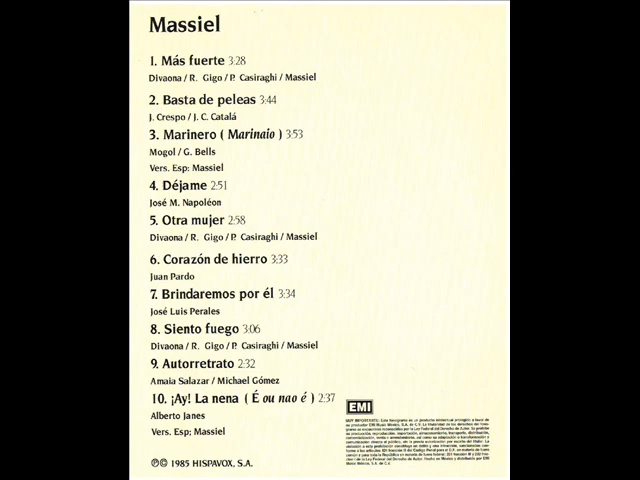 Massiel
1. Más fuerte 3:28
Divaona / R. Gigo / P. Casiraghi / Massiel
2. Basta de peleas 3:44
J. Crespo / J. C. Catalá
3. Marinero ( Marinaio ) 3:53
Mogol / G. Bells
Vers. Esp: Massiel
4. Déjame 2:51
José M. Napoléon
5. Otra mujer 2:58
Divaona / R. Gigo / P. Casiraghi / Massiel
6. Corazón de hierro 3:33
Juan Pardo
7. Brindaremos por él 3:34
José Luis Perales
8. Siento fuego 3:06
Divaona / R. Gigo / P. Casiraghi / Massiel
9. Autorretrato 2:32
Amaia Salazar / Michael Gómez
10. ¡Ay! La nena ( É ou nao é ) 2:37
Alberto Janes
Vers. Esp; Massiel
EMI
℗© 1985 HISPAVOX, S.A.